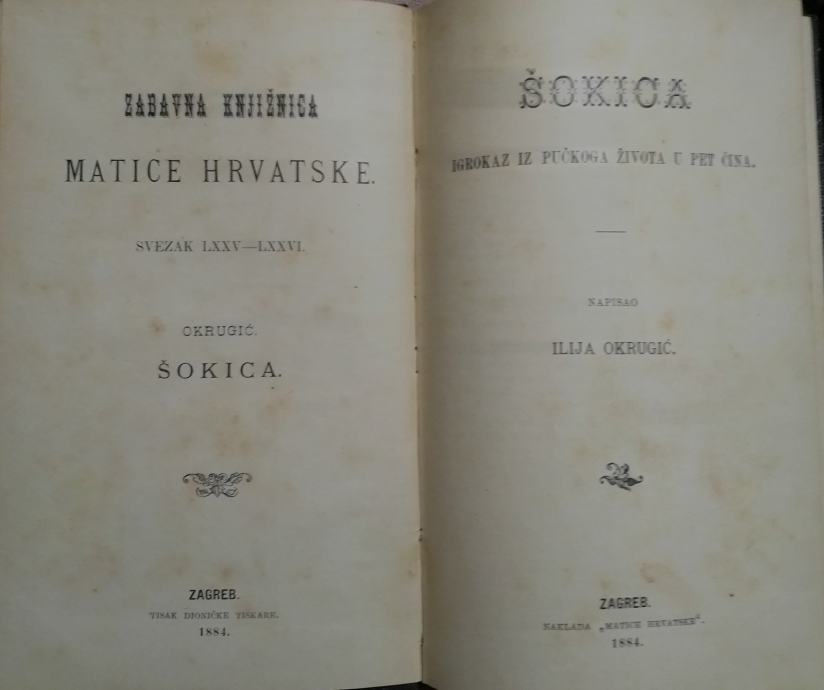 ZABAVNA KNJIŽNICA
MATICE HRVATSKE.
SVEZAK LXXV—LXXVI.
OKRUGIĆ.
ŠOKICA.
ZAGREB.
TISAK DIONIČKE TISKARE.
1884.
ŠOKICA
IGROKAZ IZ PUČKOGA ŽIVOTA U PET ČINA.
NAPISAO
ILIJA OKRUGIĆ.
ZAGREB.
NAKLADA „MATICE HRVATSKE“.
1884.